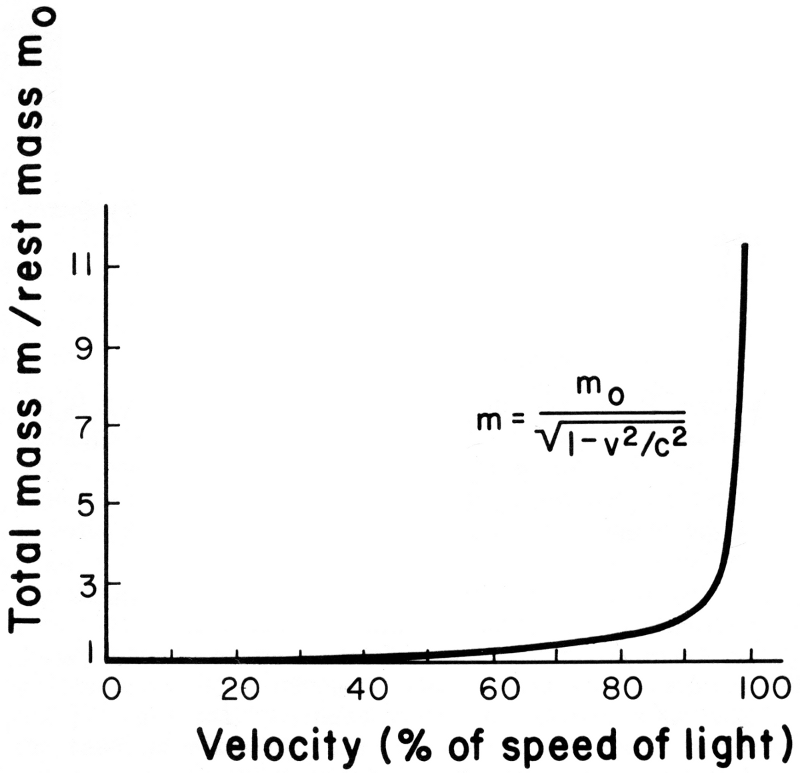 Total mass m / rest mass m₀
11
9
7
5
3
1
m = m₀ / √1-v²/c²
0 20 40 60 80 100
Velocity (% of speed of light)